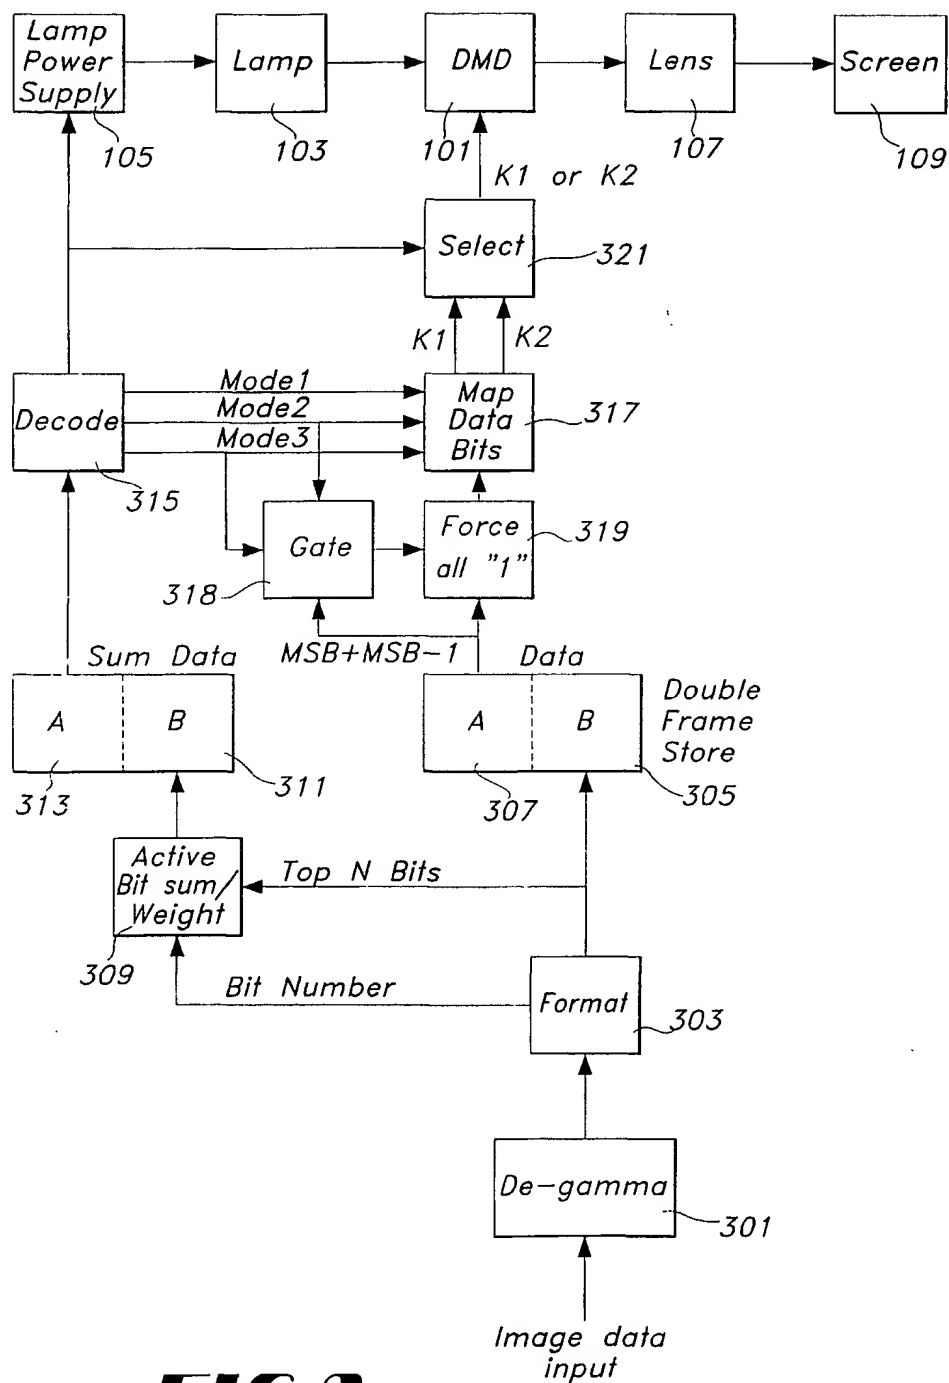 Lamp
Power
Supply
Lamp
DMD
Lens
Screen
105
103
101
107
109
K1 or K2
Select
321
K1
K2
Decode
Mode1
Mode2
Mode3
Map
Data
Bits
317
315
Gate
Force
all "1"
319
318
Sum Data
MSB+MSB-1
Data
A
B
A
B
Double
Frame
Store
313
311
307
305
Active
Bit sum/
Weight
Top N Bits
309
Bit Number
Format
303
De-gamma
301
Image data
input